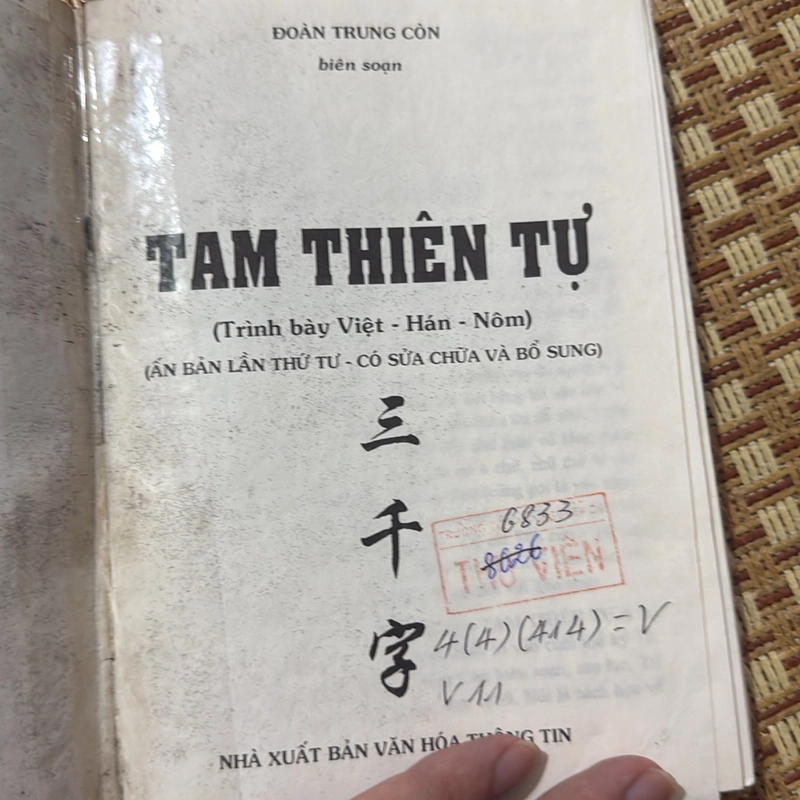 ĐOÀN TRUNG CÒN
biên soạn
TAM THIÊN TỰ
(Trình bày Việt - Hán - Nôm)
(ẤN BẢN LẦN THỨ TƯ - CÓ SỬA CHỮA VÀ BỔ SUNG)
三
千
字
TRƯỜNG
6833
8026
THƯ VIỆN
4(4)(414) = V
V11
NHÀ XUẤT BẢN VĂN HÓA THÔNG TIN